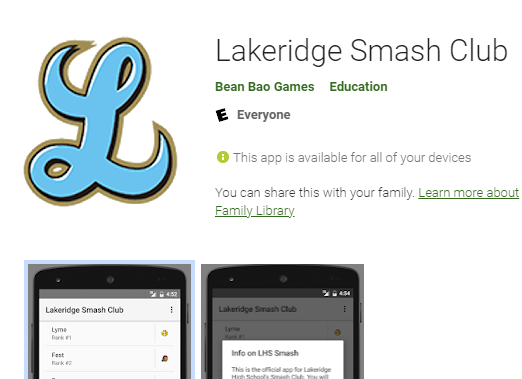 L
Lakeridge Smash Club
Bean Bao Games Education
E Everyone
This app is available for all of your devices
You can share this with your family. Learn more about
Family Library
4:52
Lakeridge Smash Club
Lyme
Rank #1
Fest
Rank #2
4:54
Lakeridge Smash Club
Lyme
Rank #1
Info on LHS Smash
This is the official app for Lakeridge
High School's Smash Club. You will